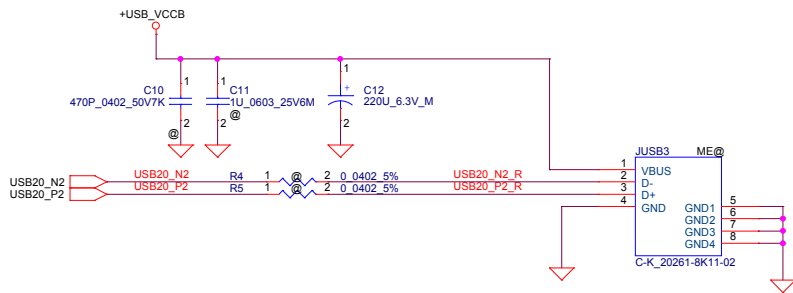 +USB_VCCB
1 1 1
C10 C11 + C12
470P_0402_50V7K 1U_0603_25V6M 220U_6.3V_M
@
2 2 2
@
JUSB3 ME@
1 VBUS
USB20_N2 USB20_N2 R4 1 @ 2 0_0402_5% USB20_N2_R 2 D-
USB20_P2 USB20_P2 R5 1 @ 2 0_0402_5% USB20_P2_R 3 D+
4 GND
GND1 5
GND2 6
GND3 7
GND4 8
C-K_20261-8K11-02